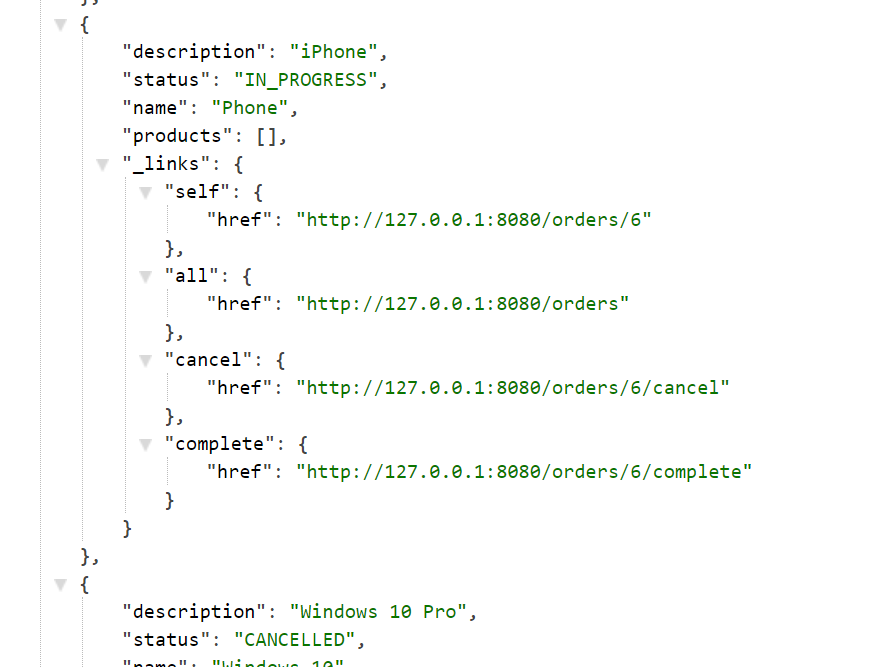 },
{
"description": "iPhone",
"status": "IN_PROGRESS",
"name": "Phone",
"products": [],
"_links": {
"self": {
"href": "http://127.0.0.1:8080/orders/6"
},
"all": {
"href": "http://127.0.0.1:8080/orders"
},
"cancel": {
"href": "http://127.0.0.1:8080/orders/6/cancel"
},
"complete": {
"href": "http://127.0.0.1:8080/orders/6/complete"
}
}
},
{
"description": "Windows 10 Pro",
"status": "CANCELLED",
"name": "Windows 10"